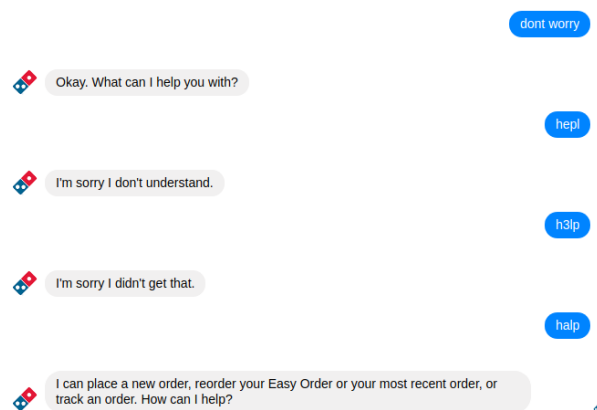 dont worry
Okay. What can I help you with?
hepl
I'm sorry I don't understand.
h3lp
I'm sorry I didn't get that.
halp
I can place a new order, reorder your Easy Order or your most recent order, or
track an order. How can I help?